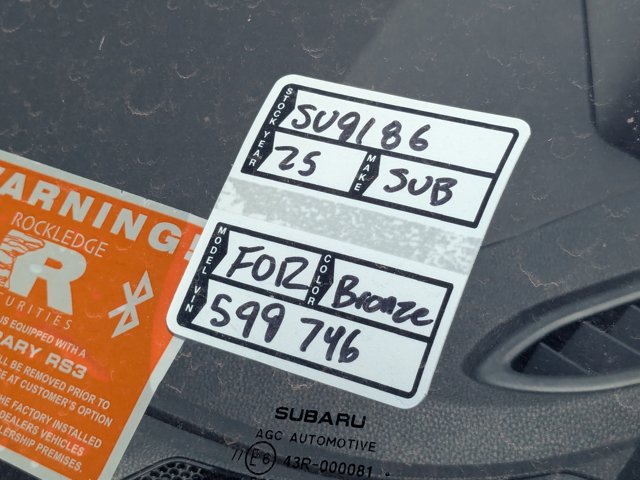 STOCK SU9186
YEAR 25 MAKE SUB
MODEL FOR COLOR Bronze
VIN 599 746
WARNING!
ROCKLEDGE
R
URITIES
IS EQUIPPED WITH A
ARY RS3
LL BE REMOVED PRIOR TO
E AT CUSTOMER'S OPTION
HE FACTORY INSTALLED
DEALERS VEHICLES
LERSHIP PREMISES.
SUBARU
AGC AUTOMOTIVE
E6 43R-000081